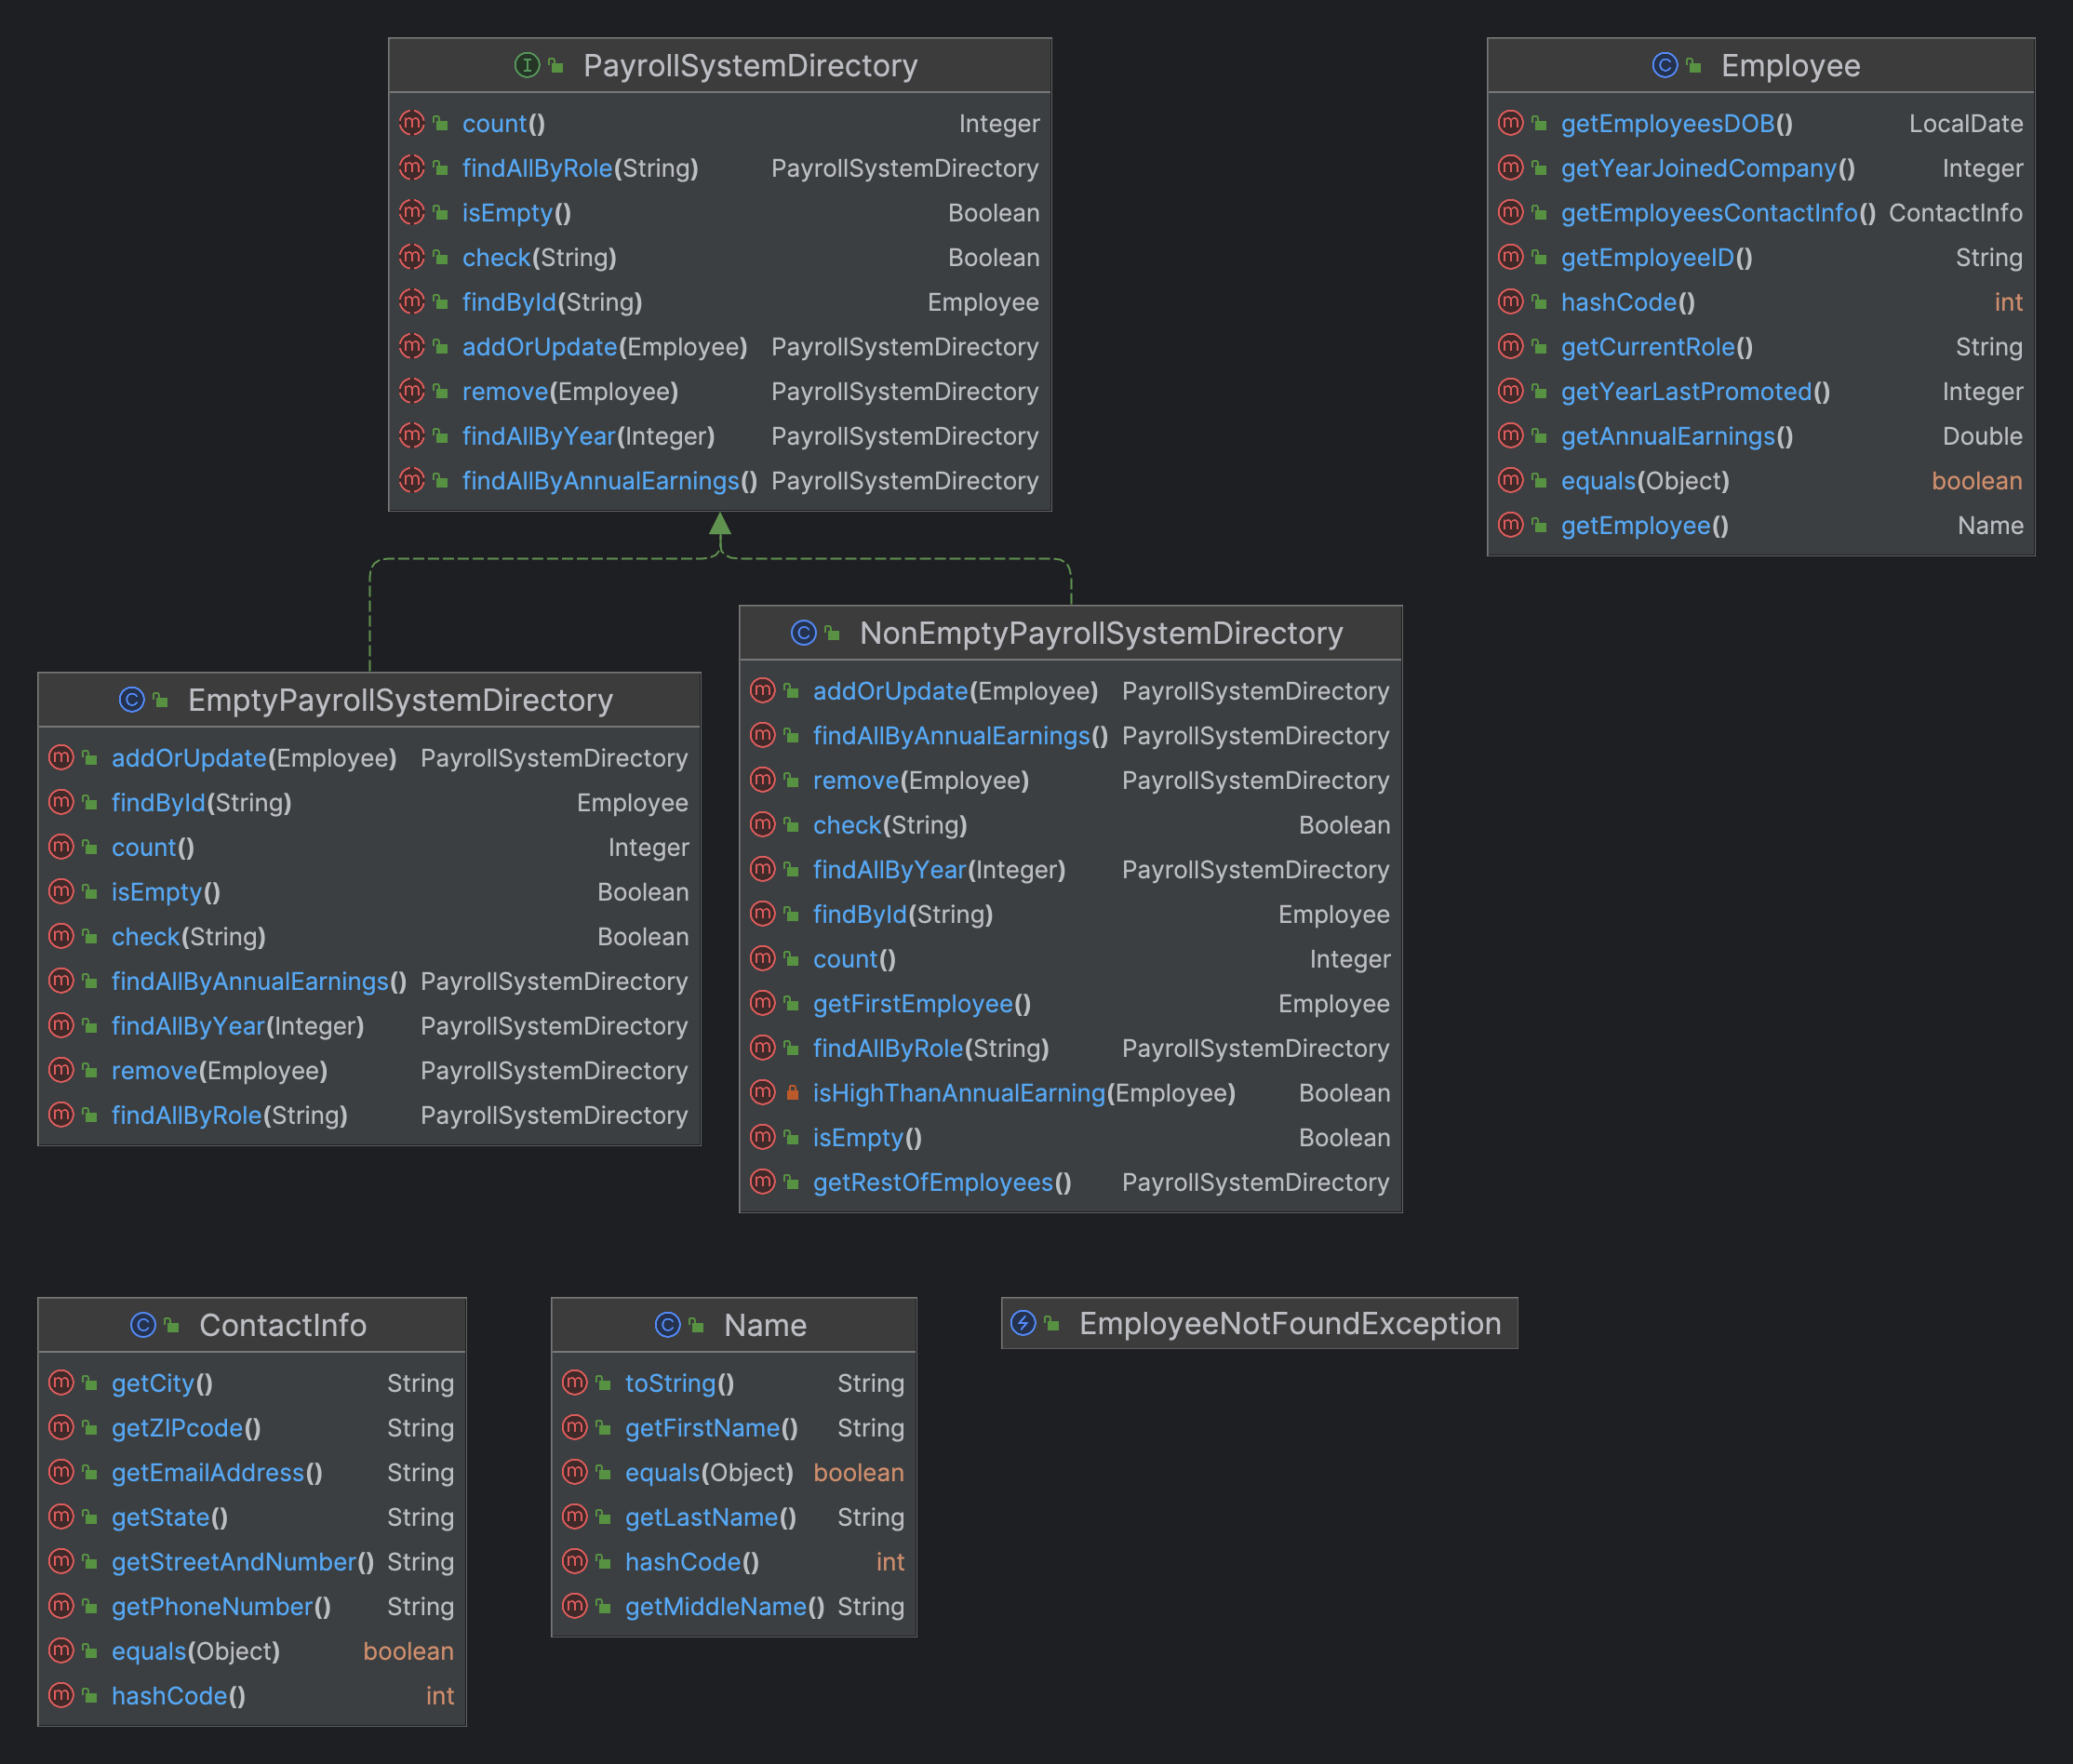 PayrollSystemDirectory
count() Integer
findAllByRole(String) PayrollSystemDirectory
isEmpty() Boolean
check(String) Boolean
findById(String) Employee
addOrUpdate(Employee) PayrollSystemDirectory
remove(Employee) PayrollSystemDirectory
findAllByYear(Integer) PayrollSystemDirectory
findAllByAnnualEarnings() PayrollSystemDirectory
Employee
getEmployeesDOB() LocalDate
getYearJoinedCompany() Integer
getEmployeesContactInfo() ContactInfo
getEmployeeID() String
hashCode() int
getCurrentRole() String
getYearLastPromoted() Integer
getAnnualEarnings() Double
equals(Object) boolean
getEmployee() Name
EmptyPayrollSystemDirectory
addOrUpdate(Employee) PayrollSystemDirectory
findById(String) Employee
count() Integer
isEmpty() Boolean
check(String) Boolean
findAllByAnnualEarnings() PayrollSystemDirectory
findAllByYear(Integer) PayrollSystemDirectory
remove(Employee) PayrollSystemDirectory
findAllByRole(String) PayrollSystemDirectory
NonEmptyPayrollSystemDirectory
addOrUpdate(Employee) PayrollSystemDirectory
findAllByAnnualEarnings() PayrollSystemDirectory
remove(Employee) PayrollSystemDirectory
check(String) Boolean
findAllByYear(Integer) PayrollSystemDirectory
findById(String) Employee
count() Integer
getFirstEmployee() Employee
findAllByRole(String) PayrollSystemDirectory
isHighThanAnnualEarning(Employee) Boolean
isEmpty() Boolean
getRestOfEmployees() PayrollSystemDirectory
ContactInfo
getCity() String
getZIPcode() String
getEmailAddress() String
getState() String
getStreetAndNumber() String
getPhoneNumber() String
equals(Object) boolean
hashCode() int
Name
toString() String
getFirstName() String
equals(Object) boolean
getLastName() String
hashCode() int
getMiddleName() String
EmployeeNotFoundException